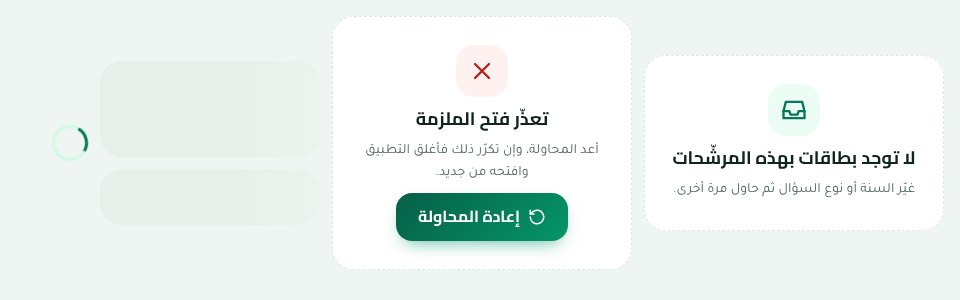 لا توجد بطاقات بهذه المرشّحات
غيّر السنة أو نوع السؤال ثم حاول مرة أخرى.
تعذّر فتح الملزمة
أعد المحاولة، وإن تكرّر ذلك فأغلق التطبيق
وافتحه من جديد.
إعادة المحاولة